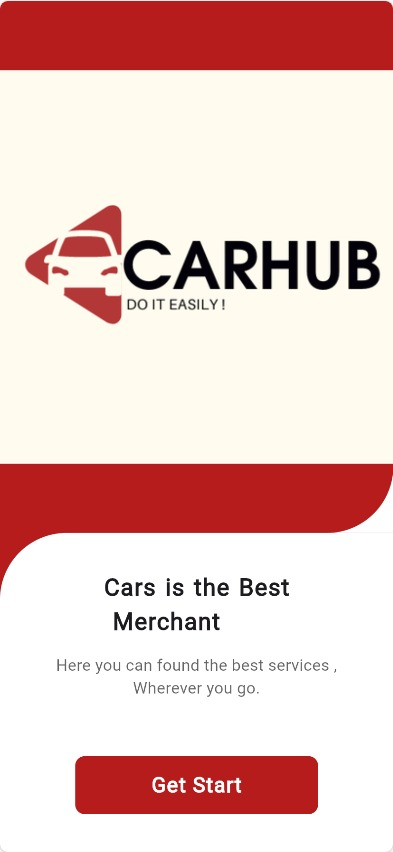 CARHUB
DO IT EASILY !
Cars is the Best
Merchant
Here you can found the best services ,
Wherever you go.
Get Start